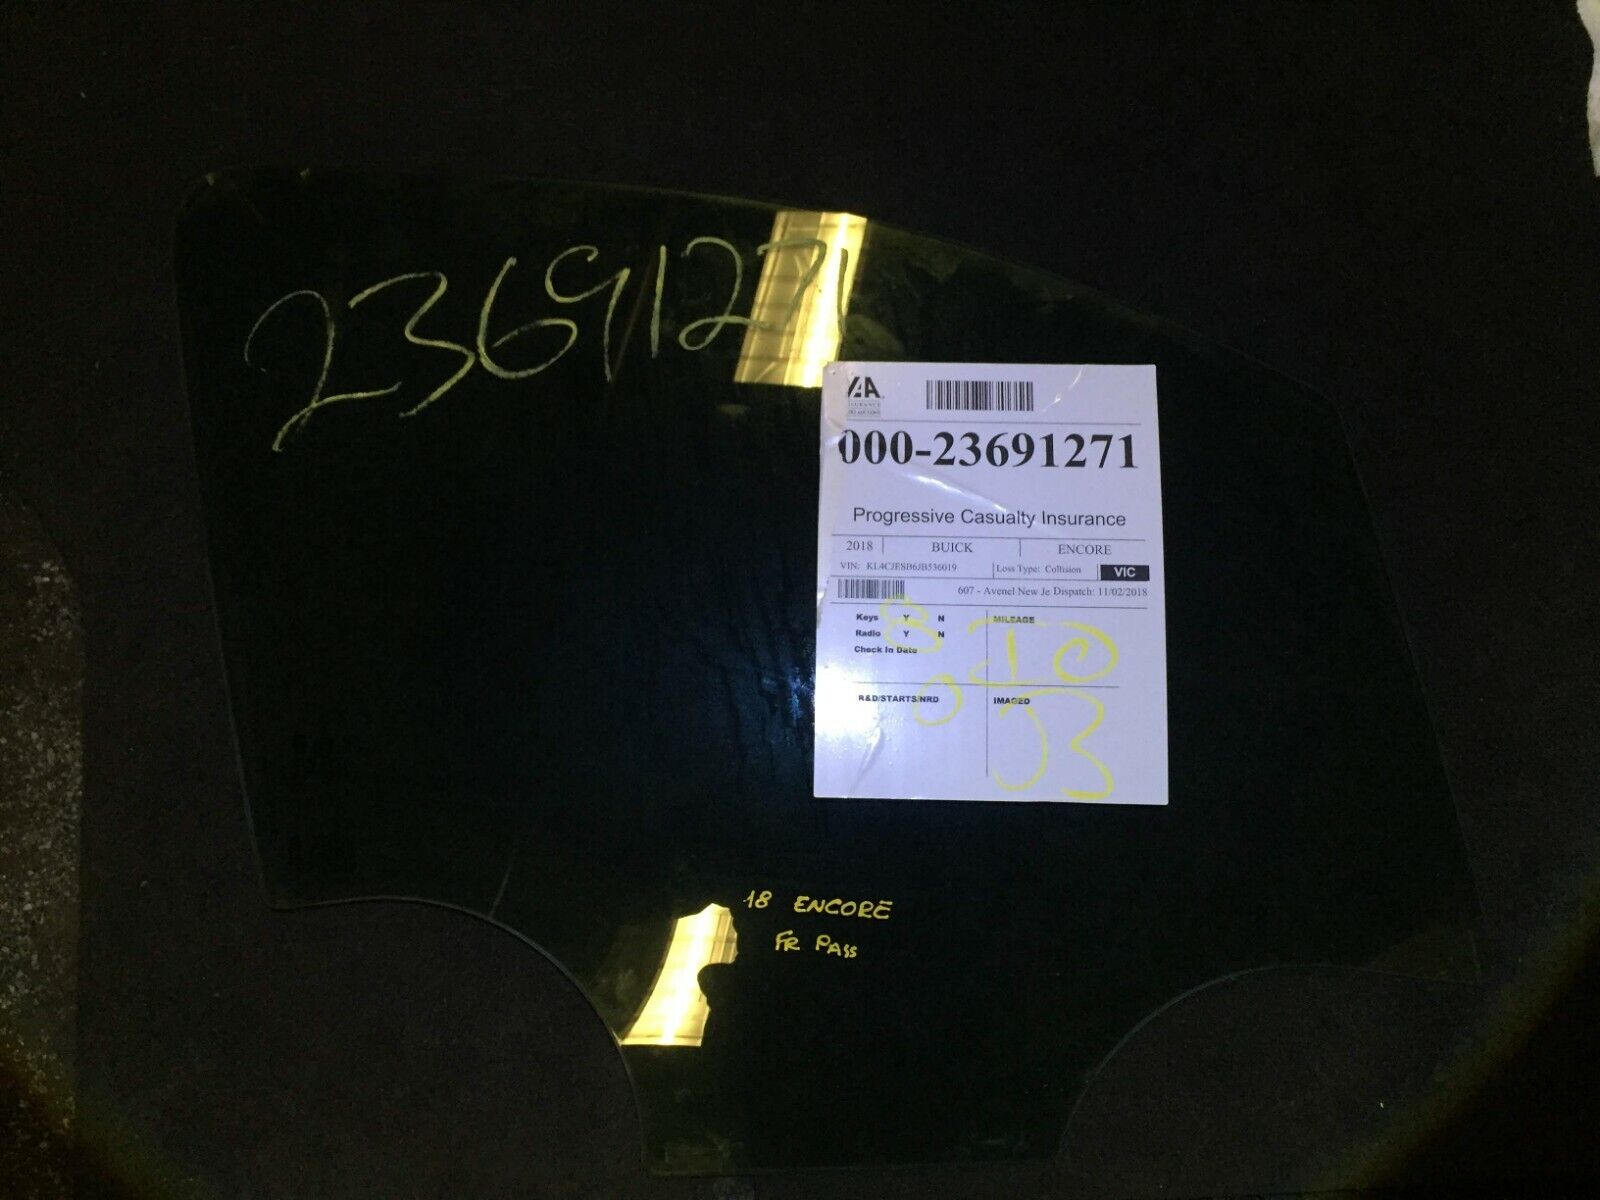 23691271
IAA
000-23691271
Progressive Casualty Insurance
2018 BUICK ENCORE
VIN: KL4CJESB6JB536019 Loss Type: Collision VIC
607 - Avenel New Je Dispatch: 11/02/2018
Keys Y N MILEAGE
Radio Y N
Check In Date
R&D/STARTS/NRD IMAGED
18 ENCORE
FR PASS